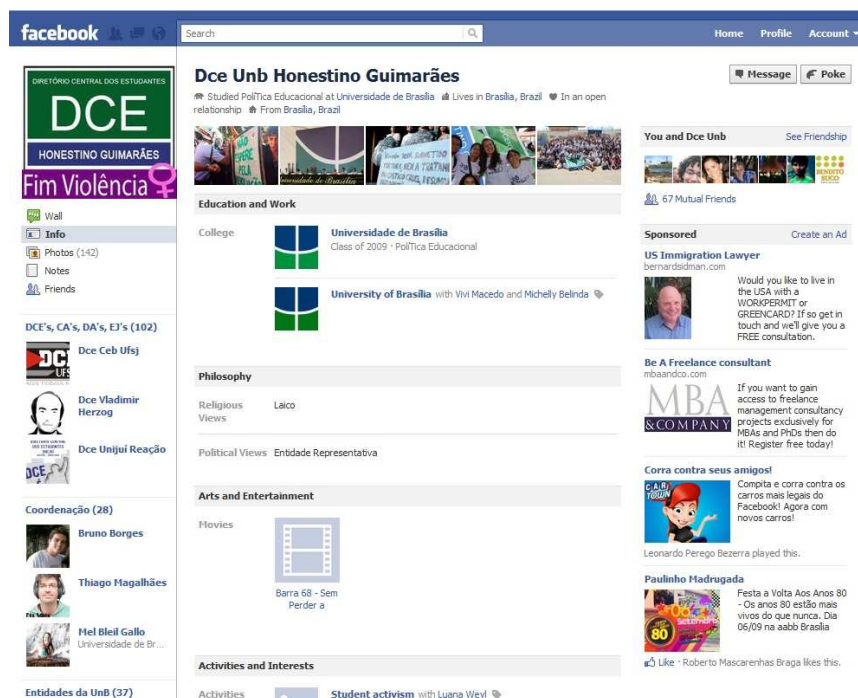 facebook
Search
Home Profile Account
DIRETÓRIO CENTRAL DOS ESTUDANTES
DCE
HONESTINO GUIMARÃES
Fim Violência
Wall
Info
Photos (142)
Notes
Friends
DCE's, CA's, DA's, EJ's (102)
Dce Ceb Ufsj
Dce Vladimir
Herzog
Dce Unijuí Reação
Coordenação (28)
Bruno Borges
Thiago Magalhães
Mel Bleil Gallo
Universidade de Br...
Entidades da UnB (37)
Dce Unb Honestino Guimarães
Studied PolíTica Educacional at Universidade de Brasília Lives in Brasília, Brazil In an open
relationship From Brasília, Brazil
Education and Work
College
Universidade de Brasília
Class of 2009 · PolíTica Educacional
University of Brasília with Vivi Macedo and Michelly Belinda
Philosophy
Religious
Views
Laico
Political Views Entidade Representativa
Arts and Entertainment
Movies
Barra 68 - Sem
Perder a
Activities and Interests
Activities
Student activism with Luana Weyl
Message Poke
You and Dce Unb See Friendship
BENDITO
SUCO
67 Mutual Friends
Sponsored Create an Ad
US Immigration Lawyer
bernardsidman.com
Would you like to live in
the USA with a
WORKPERMIT or
GREENCARD? If so get in
touch and we'll give you a
FREE consultation.
Be A Freelance consultant
mbaandco.com
MBA
& COMPANY
If you want to gain
access to freelance
management consultancy
projects exclusively for
MBAs and PhDs then do
it! Register free today!
Corra contra seus amigos!
CAR
TOWN
Compita e corra contra os
carros mais legais do
Facebook! Agora com
novos carros!
Leonardo Perego Bezerra played this.
Paulinho Madrugada
Festa a Volta Aos Anos 80
- Os anos 80 estão mais
vivos do que nunca. Dia
06/09 na aabb Brasília
Like · Roberto Mascarenhas Braga likes this.